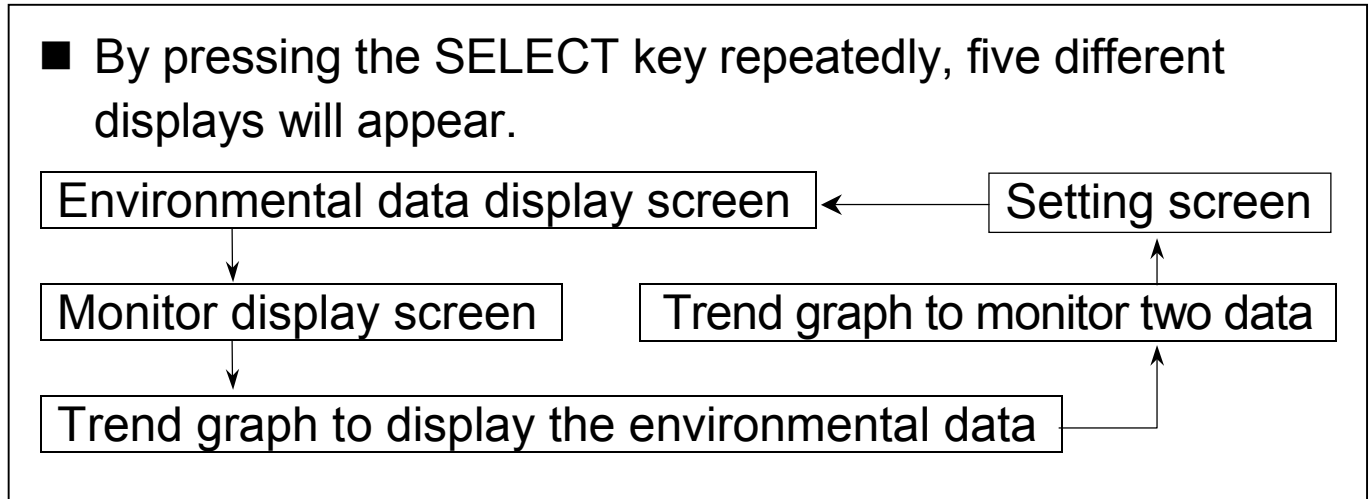 ■ By pressing the SELECT key repeatedly, five different
displays will appear.
Environmental data display screen
Setting screen
Monitor display screen
Trend graph to monitor two data
Trend graph to display the environmental data